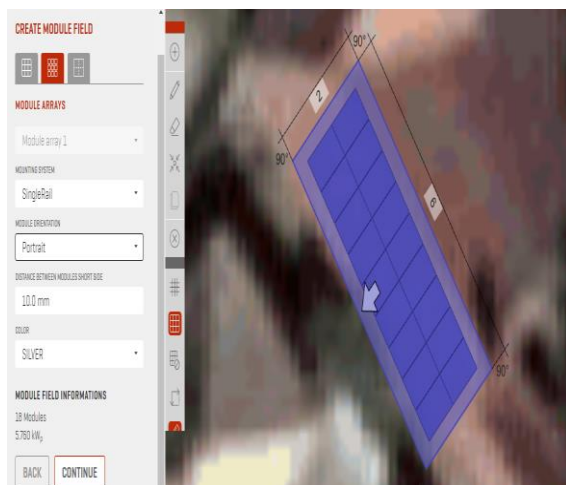 CREATE MODULE FIELD
MODULE ARRAYS
Module array 1
MOUNTING SYSTEM
SingleRail
MODULE ORIENTATION
Portrait
DISTANCE BETWEEN MODULES SHORT SIDE
10.0 mm
COLOR
SILVER
MODULE FIELD INFORMATIONS
18 Modules
5.760 kWp
BACK
CONTINUE
90°
2
90°
6
90°